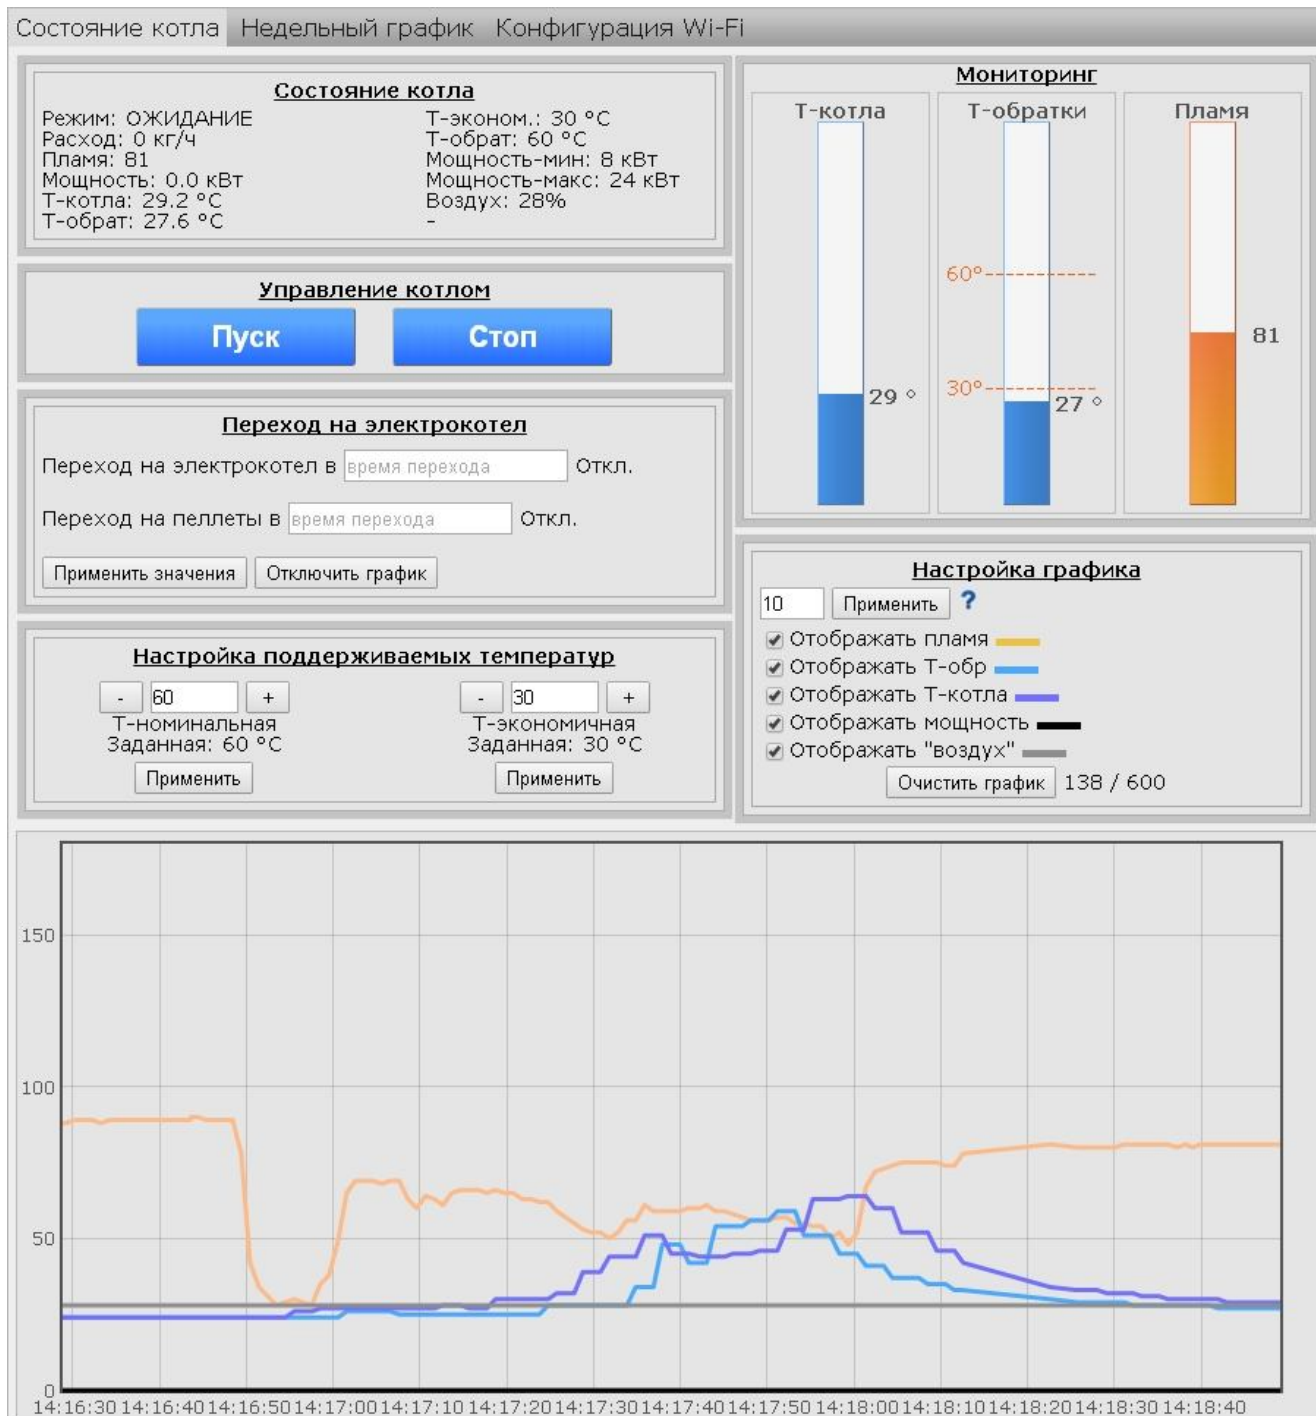 Состояние котла Недельный график Конфигурация Wi-Fi
Состояние котла
Режим: ОЖИДАНИЕ
Расход: 0 кг/ч
Пламя: 81
Мощность: 0.0 кВт
Т-котла: 29.2 °C
Т-обрат: 27.6 °C
Т-эконом.: 30 °C
Т-обрат: 60 °C
Мощность-мин: 8 кВт
Мощность-макс: 24 кВт
Воздух: 28%
-
Управление котлом
Пуск Стоп
Переход на электрокотел
Переход на электрокотел в время перехода Откл.
Переход на пеллеты в время перехода Откл.
Применить значения Отключить график
Настройка поддерживаемых температур
- 60 + - 30 +
Т-номинальная Т-экономичная
Заданная: 60 °C Заданная: 30 °C
Применить Применить
Мониторинг
Т-котла Т-обратки Пламя
60°
81
30°
29 °
27 °
Настройка графика
10 Применить ?
Отображать пламя
Отображать Т-обр
Отображать Т-котла
Отображать мощность
Отображать "воздух"
Очистить график 138 / 600
150
100
50
0
14:16:30 14:16:40 14:16:50 14:17:00 14:17:10 14:17:20 14:17:30 14:17:40 14:17:50 14:18:00 14:18:10 14:18:20 14:18:30 14:18:40